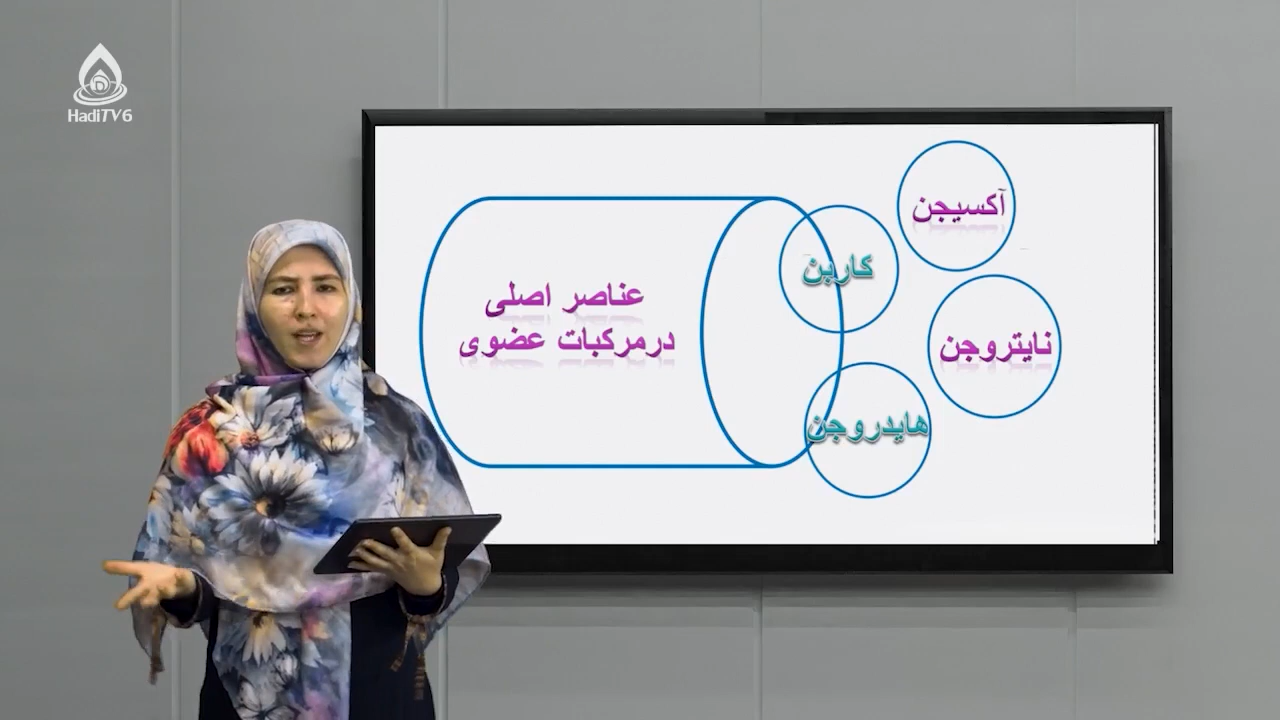 HadiTV6
عناصر اصلی
درمرکبات عضوی
آکسیجن
کاربن
نایتروجن
هایدروجن